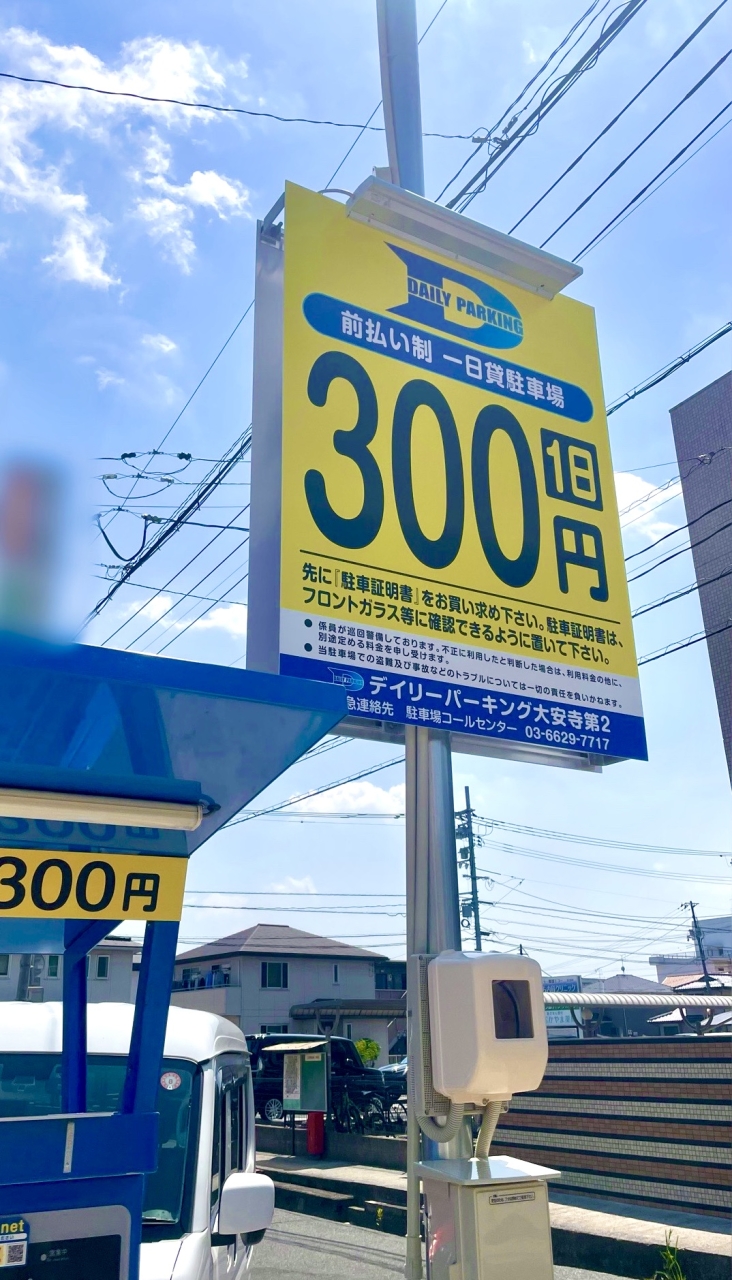 DAILY PARKING
前払い制 一日貸駐車場
300円
1日
先に『駐車証明書』をお買い求め下さい。駐車証明書は、
フロントガラス等に確認できるように置いて下さい。
● 係員が巡回警備しております。不正に利用したと判断した場合は、利用料金の他に、
別途定める料金を申し受けます。
● 当駐車場での盗難及び事故などのトラブルについては一切の責任を負いかねます。
デイリーパーキング大安寺第2
急連絡先 駐車場コールセンター 03-6629-7717
300円
net